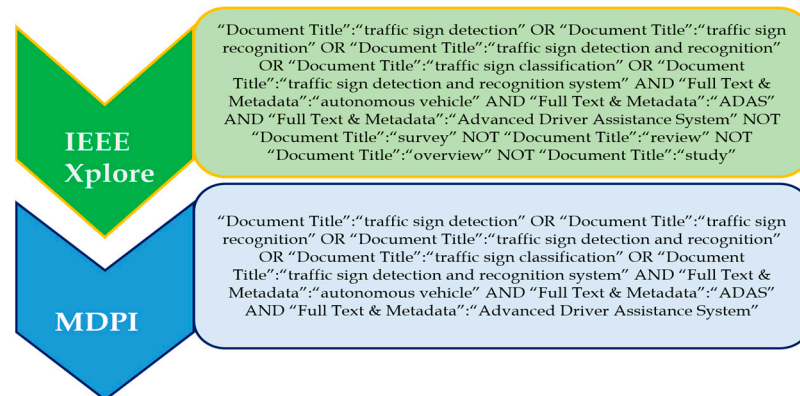 IEEE
Xplore
“Document Title”:“traffic sign detection” OR “Document Title”:“traffic sign
recognition” OR “Document Title”:“traffic sign detection and recognition”
OR “Document Title”:“traffic sign classification” OR “Document
Title”:“traffic sign detection and recognition system” AND “Full Text &
Metadata”:“autonomous vehicle” AND “Full Text & Metadata”:“ADAS”
AND “Full Text & Metadata”:“Advanced Driver Assistance System” NOT
“Document Title”:“survey” NOT “Document Title”:“review” NOT
“Document Title”:“overview” NOT “Document Title”:“study”
MDPI
“Document Title”:“traffic sign detection” OR “Document Title”:“traffic sign
recognition” OR “Document Title”:“traffic sign detection and recognition”
OR “Document Title”:“traffic sign classification” OR “Document
Title”:“traffic sign detection and recognition system” AND “Full Text &
Metadata”:“autonomous vehicle” AND “Full Text & Metadata”:“ADAS”
AND “Full Text & Metadata”:“Advanced Driver Assistance System”